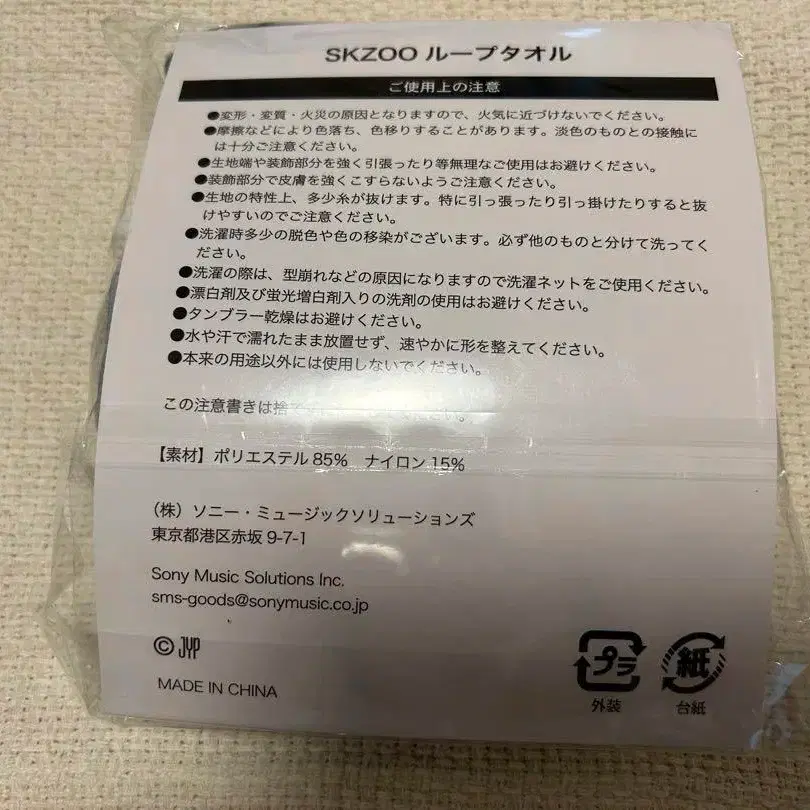 SKZOO ループタオル
ご使用上の注意
●変形・変質・火災の原因となりますので、火気に近づけないでください。
●摩擦などにより色落ち、色移りすることがあります。淡色のものとの接触に
は十分ご注意ください。
●生地端や装飾部分を強く引張ったり等無理なご使用はお避けください。
●装飾部分で皮膚を強くこすらないようご注意ください。
●生地の特性上、多少糸が抜けます。特に引っ張ったり引っ掛けたりすると抜
けやすいのでご注意ください。
●洗濯時多少の脱色や色の移染がございます。必ず他のものと分けて洗ってく
ださい。
●洗濯の際は、型崩れなどの原因になりますので洗濯ネットをご使用ください。
●漂白剤及び蛍光増白剤入りの洗剤の使用はお避けください。
●タンブラー乾燥はお避けください。
●水や汗で濡れたまま放置せず、速やかに形を整えてください。
●本来の用途以外には使用しないでください。
この注意書きは捨て
ください。
【素材】ポリエステル 85% ナイロン 15%
（株）ソニー・ミュージックソリューションズ
東京都港区赤坂 9-7-1
Sony Music Solutions Inc.
sms-goods@sonymusic.co.jp
© JYP
MADE IN CHINA
プラ
外装
紙
台紙